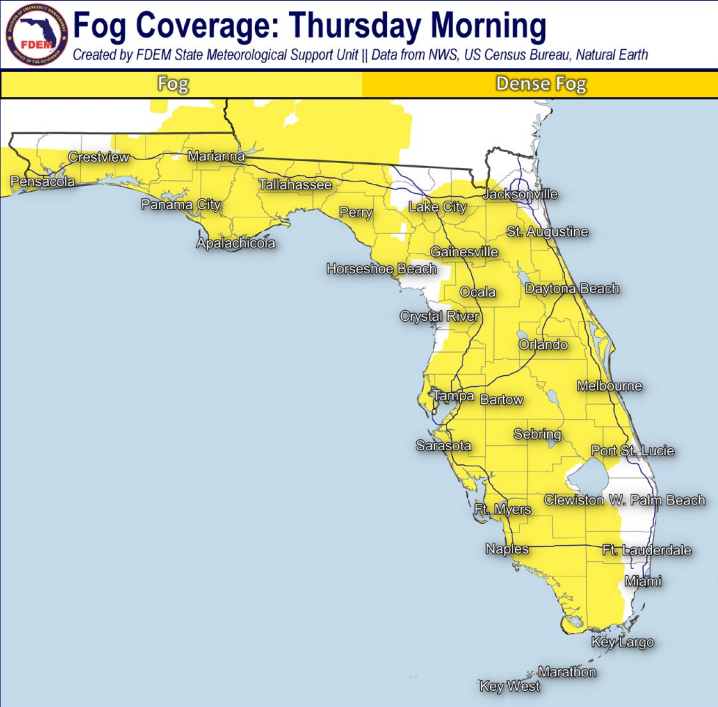 Fog Coverage: Thursday Morning
Created by FDEM State Meteorological Support Unit || Data from NWS, US Census Bureau, Natural Earth
FDEM
Fog
Dense Fog
Crestview
Marianna
Pensacola
Tallahassee
Jacksonville
Panama City
Perry
Lake City
St. Augustine
Apalachicola
Gainesville
Horseshoe Beach
Ocala
Daytona Beach
Crystal River
Orlando
Melbourne
Tampa
Bartow
Sebring
Sarasota
Port St. Lucie
Clewiston
W. Palm Beach
Ft. Myers
Naples
Ft. Lauderdale
Miami
Key Largo
Marathon
Key West